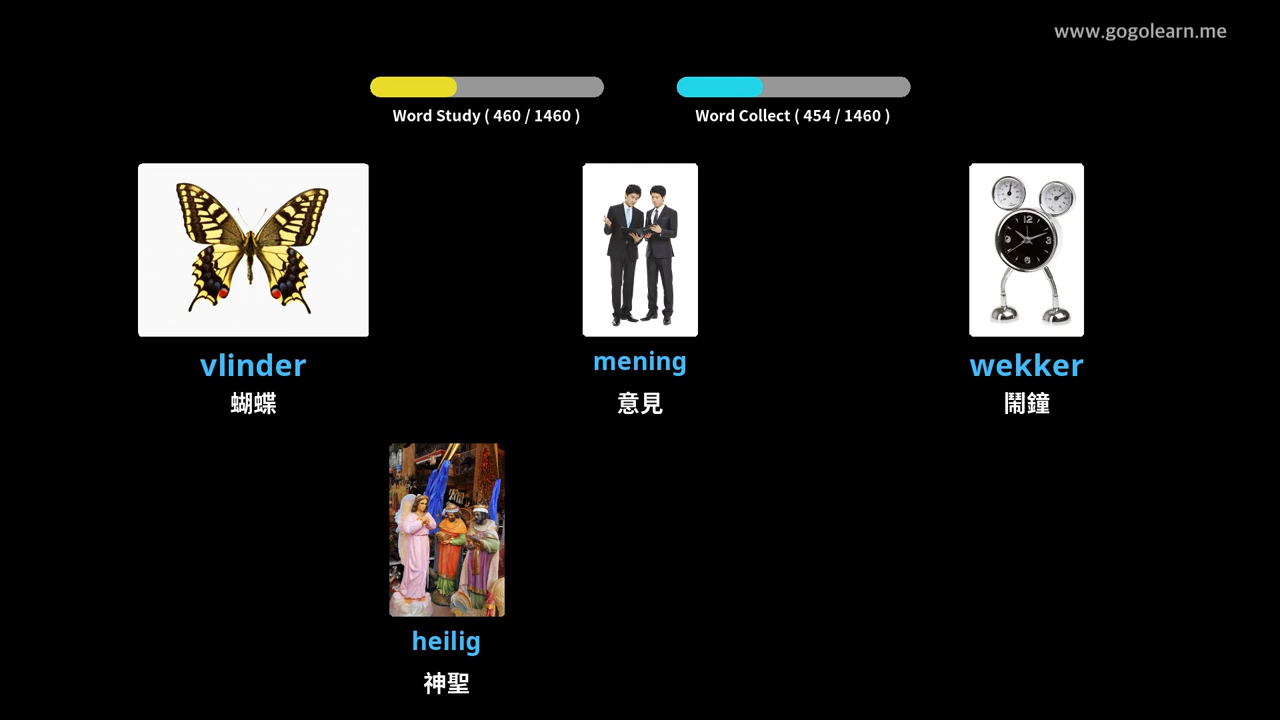 www.gogolearn.me
Word Study ( 460 / 1460 )
Word Collect ( 454 / 1460 )
vlinder
mening
wekker
蝴蝶
意見
鬧鐘
heilig
神聖